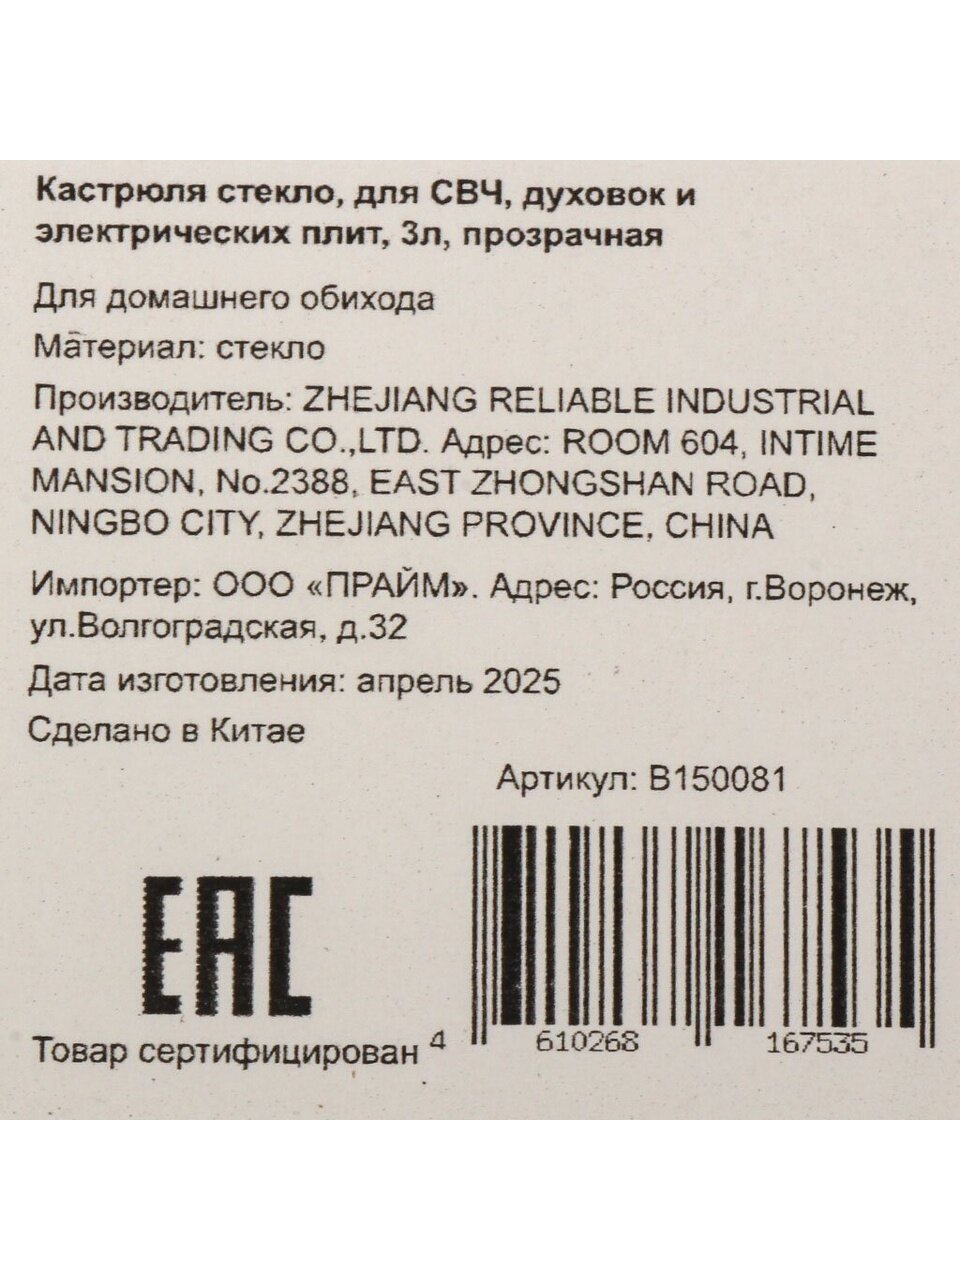 Кастрюля стекло, для СВЧ, духовок и
электрических плит, 3л, прозрачная
Для домашнего обихода
Материал: стекло
Производитель: ZHEJIANG RELIABLE INDUSTRIAL
AND TRADING CO.,LTD. Адрес: ROOM 604, INTIME
MANSION, No.2388, EAST ZHONGSHAN ROAD,
NINGBO CITY, ZHEJIANG PROVINCE, CHINA
Импортер: ООО «ПРАЙМ». Адрес: Россия, г.Воронеж,
ул.Волгоградская, д.32
Дата изготовления: апрель 2025
Сделано в Китае
Артикул: B150081
EAC
Товар сертифицирован
4 610268 167535